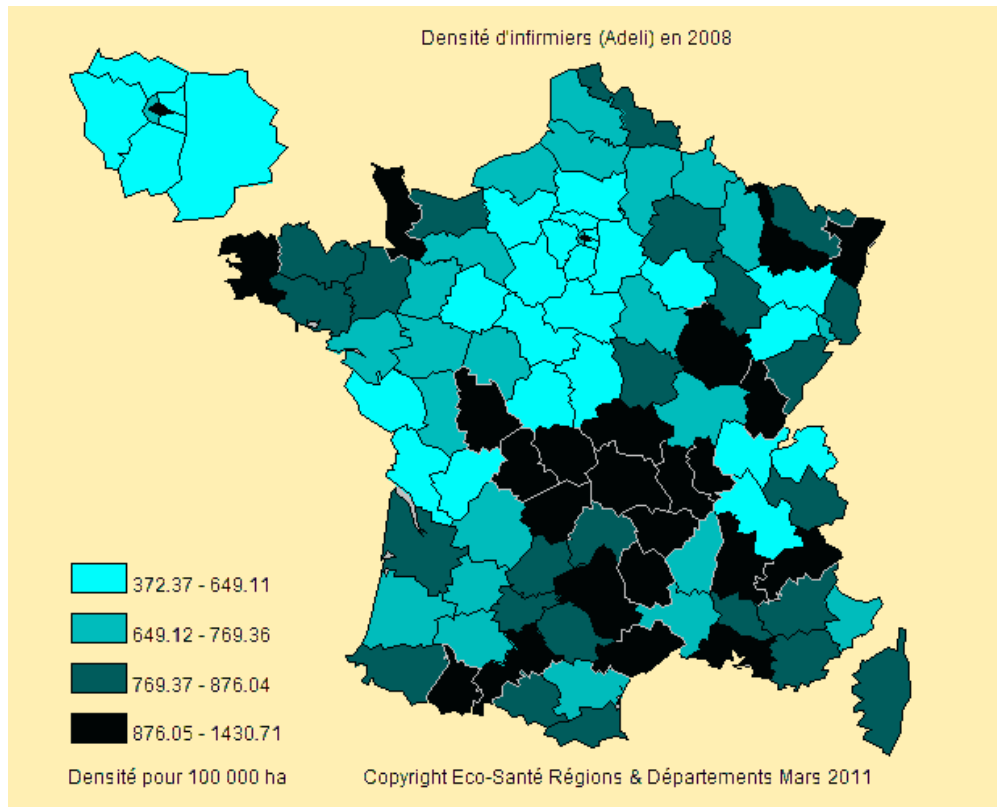 Densité d'infirmiers (Adeli) en 2008
372.37 - 649.11
649.12 - 769.36
769.37 - 876.04
876.05 - 1430.71
Densité pour 100 000 ha
Copyright Eco-Santé Régions & Départements Mars 2011